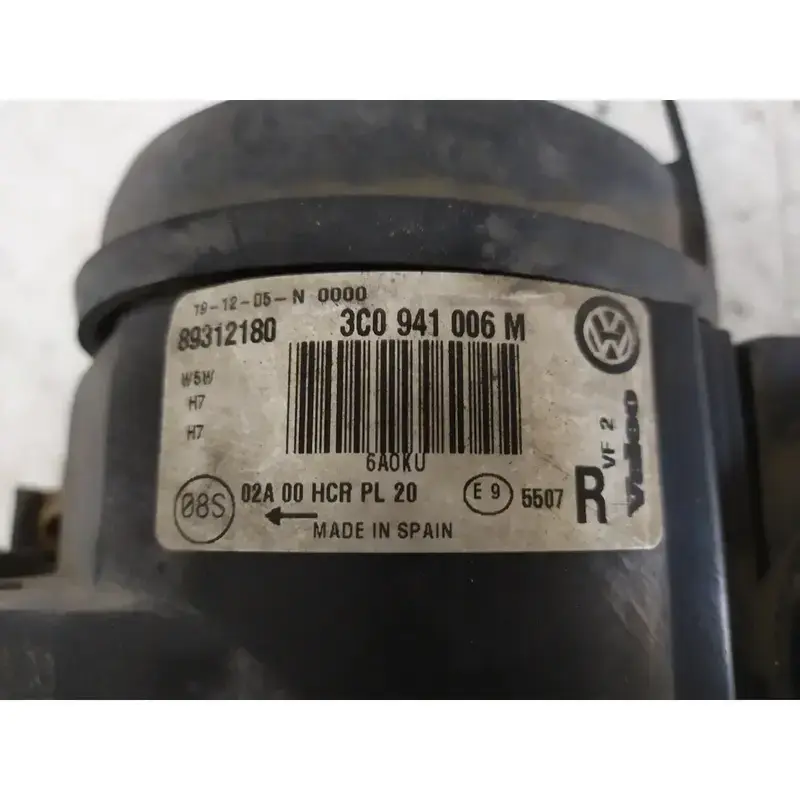 19-12-05-N 0000
89312180
3C0 941 006 M
W5W
H7
H7
6A0KU
08S
02A 00 HCR PL 20
E 9
5507
R
VF 2
Valeo
MADE IN SPAIN